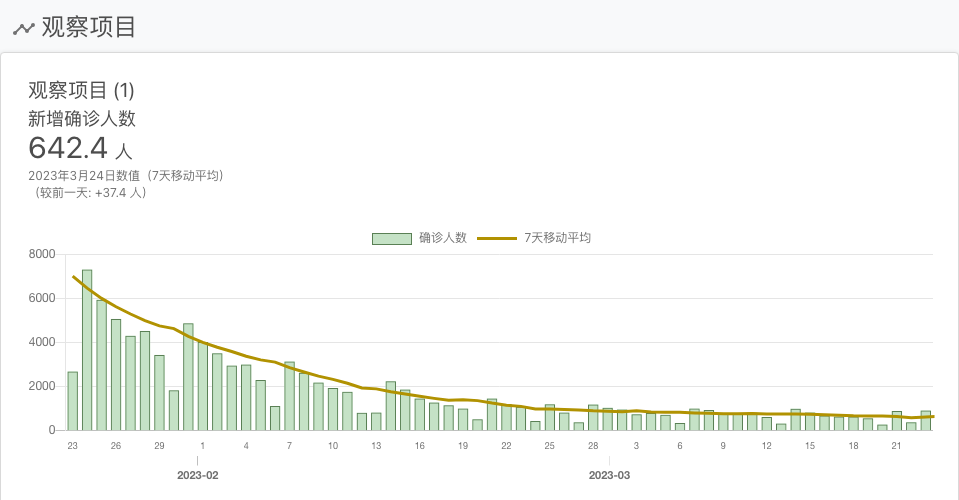 观察项目
观察项目 (1)
新增确诊人数
642.4 人
2023年3月24日数值（7天移动平均）
（较前一天: +37.4 人）
确诊人数 7天移动平均
8000
6000
4000
2000
0
23 26 29 1 4 7 10 13 16 19 22 25 28 3 6 9 12 15 18 21
2023-02 2023-03